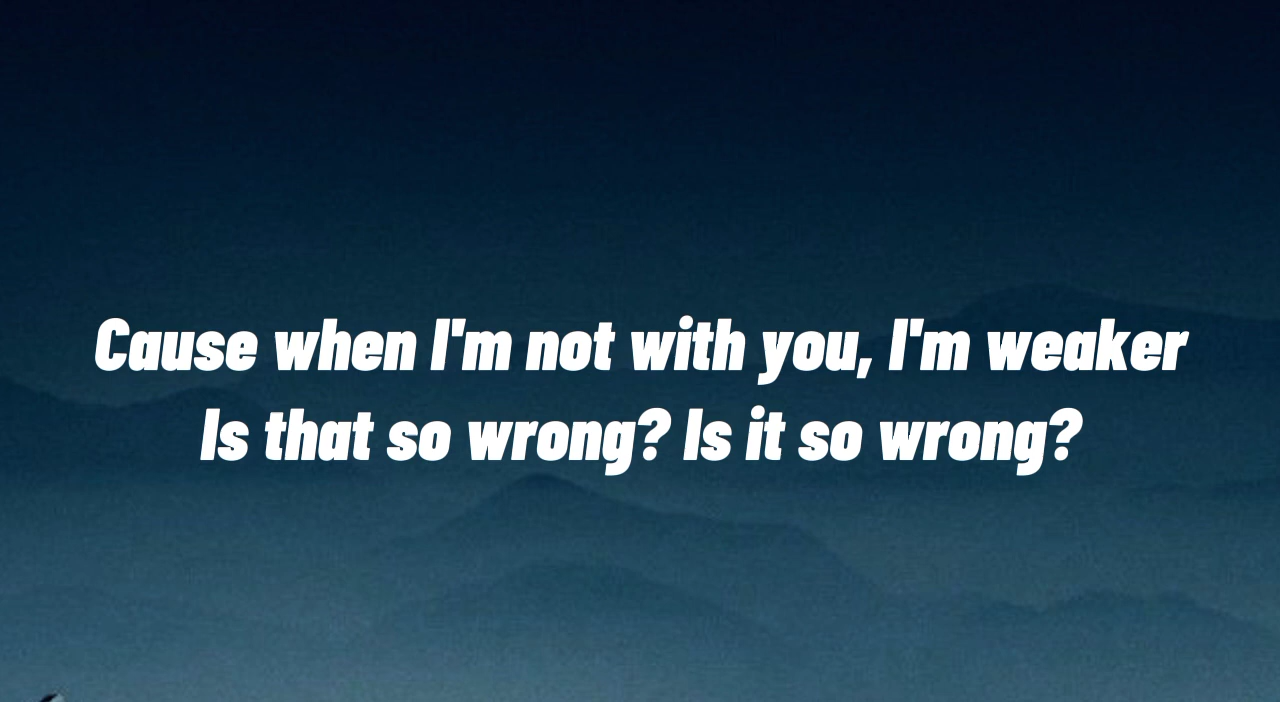 Cause when I'm not with you, I'm weaker
Is that so wrong? Is it so wrong?